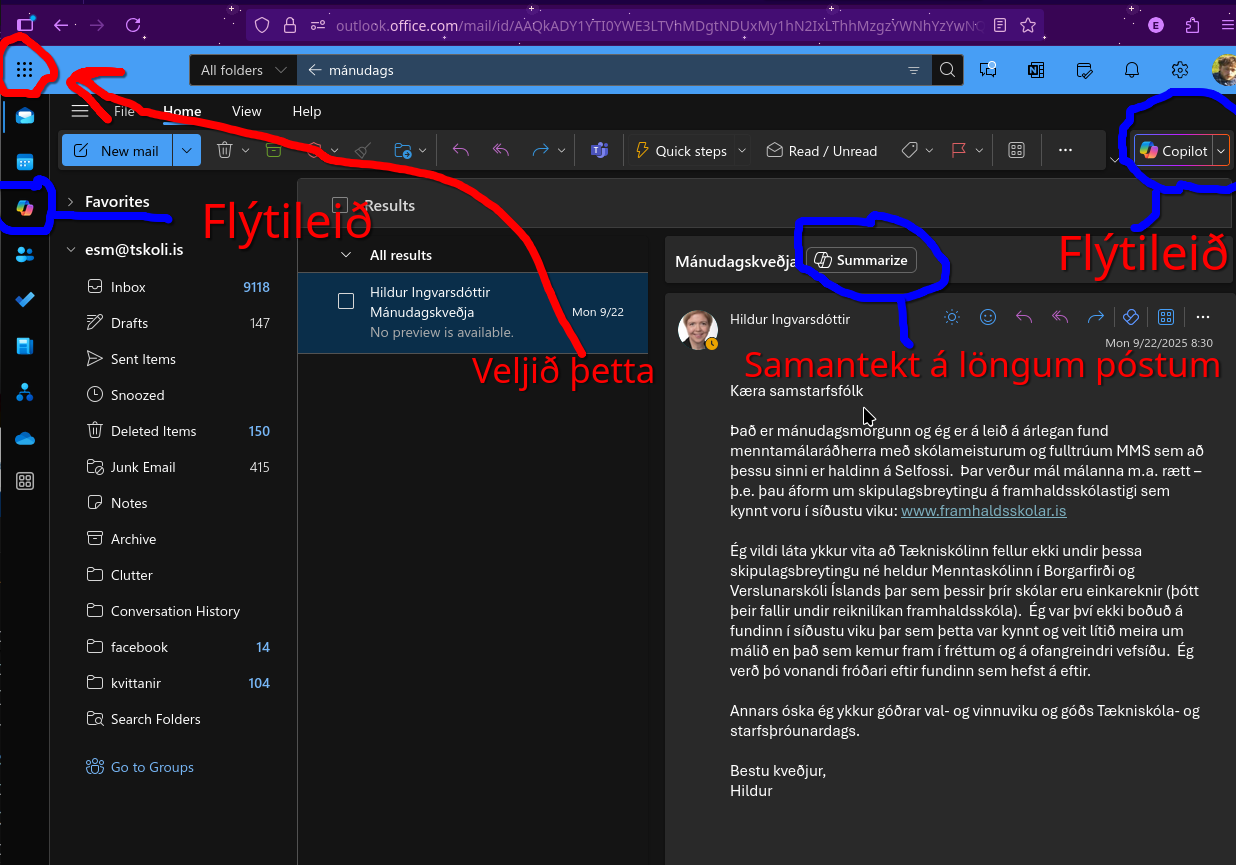 outlook.office.com/mail/id/AAQkADY1YTI0YWE3LTVhMDgtNDUxMy1hN2IxLThhMzgzYWNhYzYwNQ
E
All folders
mánudags
File
Home
View
Help
New mail
Quick steps
Read / Unread
Copilot
Favorites
Flýtileið
Results
Flýtileið
esm@tskoli.is
All results
Mánudagskveðja
Summarize
Inbox 9118
Drafts 147
Sent Items
Snoozed
Deleted Items 150
Junk Email 415
Notes
Archive
Clutter
Conversation History
facebook 14
kvittanir 104
Search Folders
Go to Groups
Hildur Ingvarsdóttir
Mánudagskveðja
Mon 9/22
No preview is available.
Veljið þetta
Hildur Ingvarsdóttir
Mon 9/22/2025 8:30
Samantekt á löngum póstum
Kæra samstarfsfólk
Það er mánudagsmorgunn og ég er á leið á árlegan fund
menntamálaráðherra með skólameisturum og fulltrúum MMS sem að
þessu sinni er haldinn á Selfossi.  Þar verður mál málanna m.a. rætt –
þ.e. þau áform um skipulagsbreytingu á framhaldsskólastigi sem
kynnt voru í síðustu viku: www.framhaldsskolar.is
Ég vildi láta ykkur vita að Tækniskólinn fellur ekki undir þessa
skipulagsbreytingu né heldur Menntaskólinn í Borgarfirði og
Verslunarskóli Íslands þar sem þessir þrír skólar eru einkareknir (þótt
þeir fallir undir reiknilíkan framhaldsskóla).  Ég var því ekki boðuð á
fundinn í síðustu viku þar sem þetta var kynnt og veit lítið meira um
málið en það sem kemur fram í fréttum og á ofangreindri vefsíðu.  Ég
verð þó vonandi fróðari eftir fundinn sem hefst á eftir.
Annars óska ég ykkur góðrar val- og vinnuviku og góðs Tækniskóla- og
starfsþróunardags.
Bestu kveðjur,
Hildur